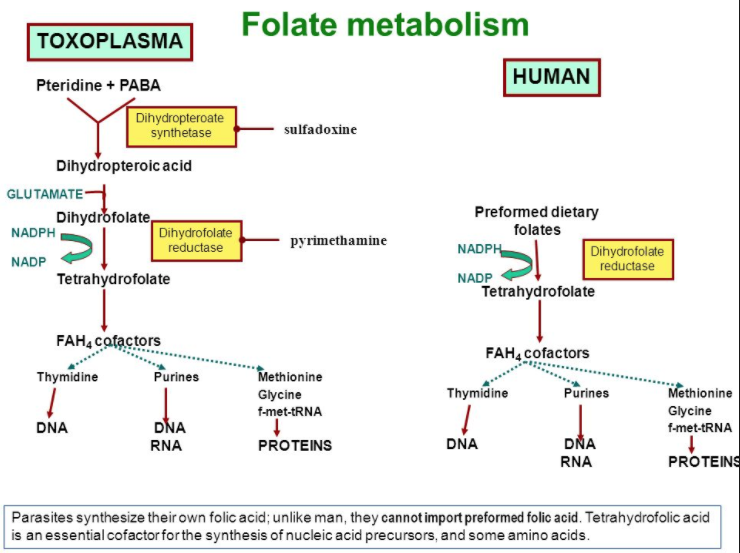 Folate metabolism
TOXOPLASMA
Pteridine + PABA
Dihydropteroate
synthetase
sulfadoxine
Dihydropteroic acid
GLUTAMATE
Dihydrofolate
NADPH
NADP
Dihydrofolate
reductase
pyrimethamine
Tetrahydrofolate
FAH4 cofactors
Thymidine
Purines
Methionine
Glycine
f-met-tRNA
DNA
DNA
RNA
PROTEINS
HUMAN
Preformed dietary
folates
NADPH
NADP
Dihydrofolate
reductase
Tetrahydrofolate
FAH4 cofactors
Thymidine
Purines
Methionine
Glycine
f-met-tRNA
DNA
DNA
RNA
PROTEINS
Parasites synthesize their own folic acid; unlike man, they cannot import preformed folic acid. Tetrahydrofolic acid
is an essential cofactor for the synthesis of nucleic acid precursors, and some amino acids.